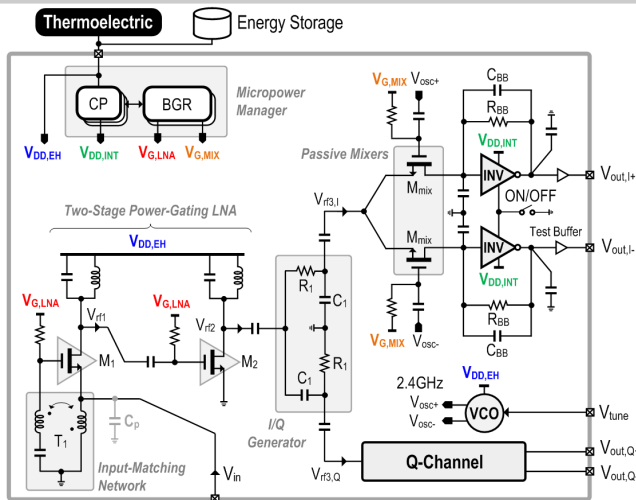 Thermoelectric
Energy Storage
CP
BGR
Micropower
Manager
VDD,EH
VDD,INT
VG,LNA
VG,MIX
VG,MIX
Vosc+
CBB
RBB
Passive Mixers
VDD,INT
INV
Mmix
Vout,I+
ON/OFF
Two-Stage Power-Gating LNA
VDD,EH
Vrf3,I
Mmix
INV
Test Buffer
Vout,I-
VDD,INT
VG,LNA
Vrf1
VG,LNA
Vrf2
R1
C1
VG,MIX
Vosc-
RBB
CBB
M1
M2
R1
C1
2.4GHz
VDD,EH
Vosc+
Vosc-
VCO
Vtune
T1
Cp
I/Q
Generator
Input-Matching
Network
Vin
Vrf3,Q
Q-Channel
Vout,Q+
Vout,Q-